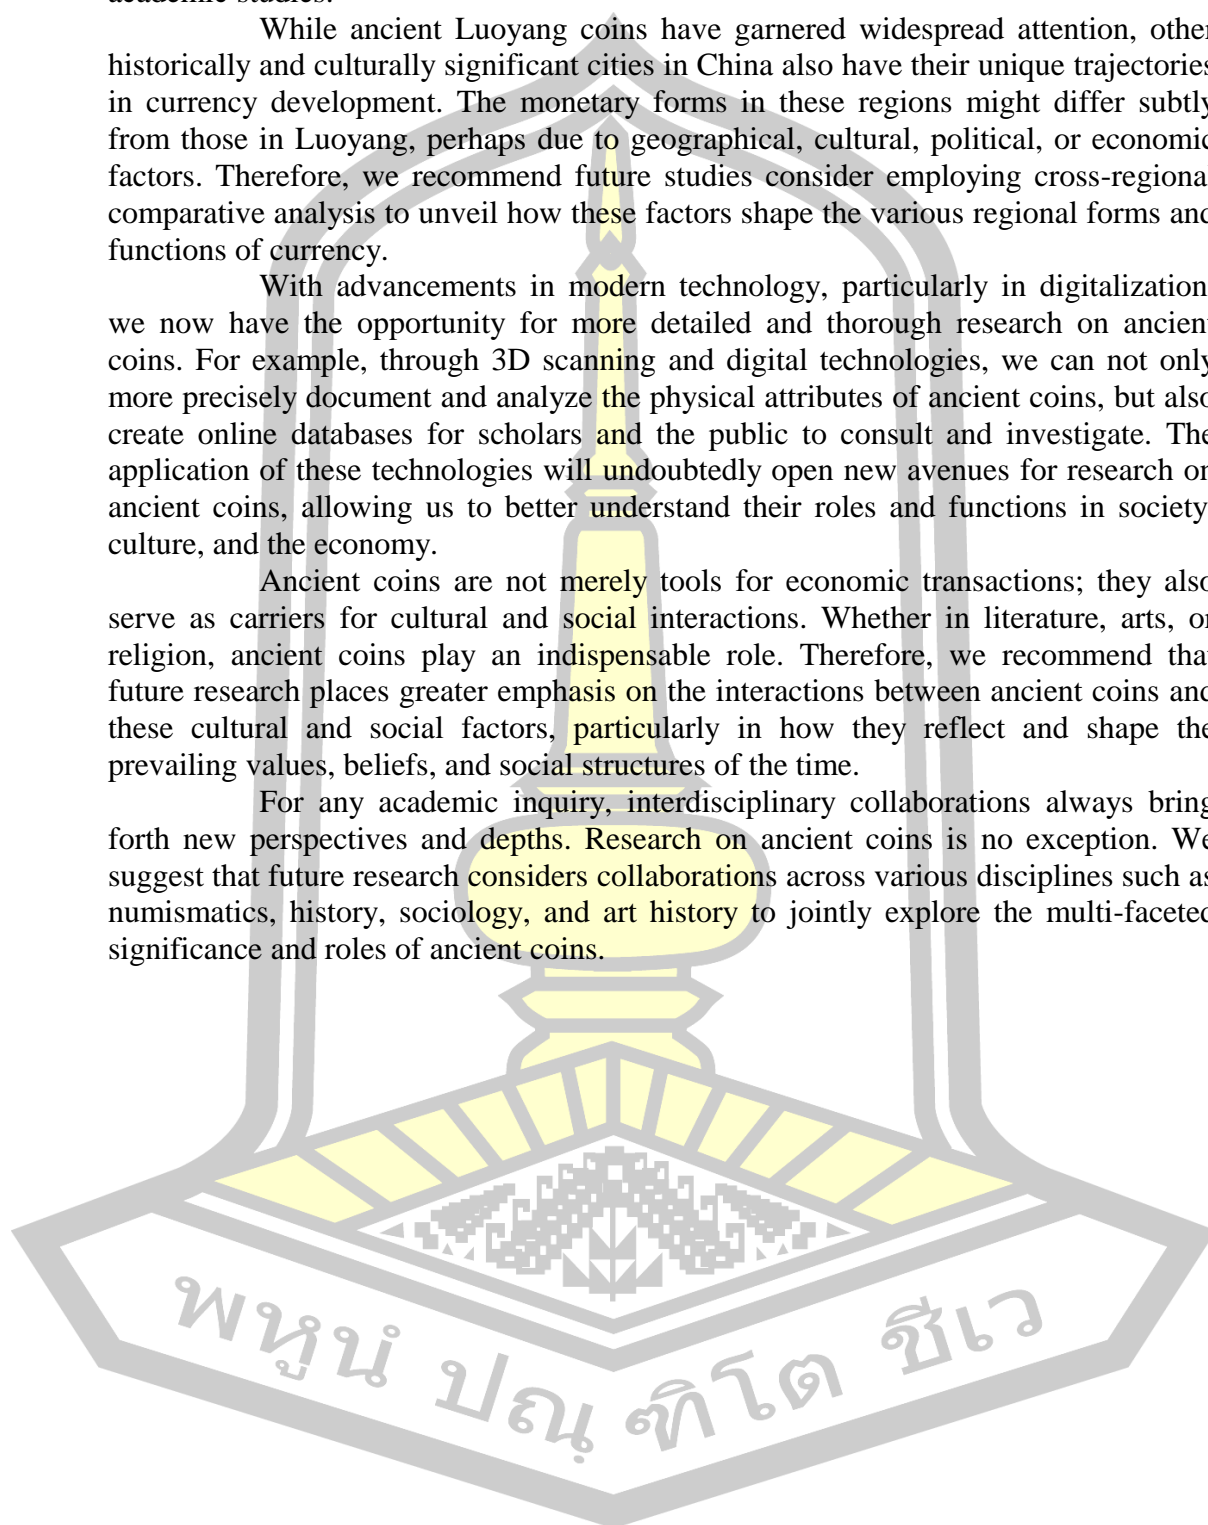 academic studies.
While ancient Luoyang coins have garnered widespread attention, other
historically and culturally significant cities in China also have their unique trajectories
in currency development. The monetary forms in these regions might differ subtly
from those in Luoyang, perhaps due to geographical, cultural, political, or economic
factors. Therefore, we recommend future studies consider employing cross-regional
comparative analysis to unveil how these factors shape the various regional forms and
functions of currency.
With advancements in modern technology, particularly in digitalization
we now have the opportunity for more detailed and thorough research on ancient
coins. For example, through 3D scanning and digital technologies, we can not only
more precisely document and analyze the physical attributes of ancient coins, but also
create online databases for scholars and the public to consult and investigate. The
application of these technologies will undoubtedly open new avenues for research on
ancient coins, allowing us to better understand their roles and functions in society
culture, and the economy.
Ancient coins are not merely tools for economic transactions; they also
serve as carriers for cultural and social interactions. Whether in literature, arts, or
religion, ancient coins play an indispensable role. Therefore, we recommend that
future research places greater emphasis on the interactions between ancient coins and
these cultural and social factors, particularly in how they reflect and shape the
prevailing values, beliefs, and social structures of the time.
For any academic inquiry, interdisciplinary collaborations always bring
forth new perspectives and depths. Research on ancient coins is no exception. We
suggest that future research considers collaborations across various disciplines such as
numismatics, history, sociology, and art history to jointly explore the multi-faceted
significance and roles of ancient coins.
พหูนํ ปณฺฑิโต ชีเว